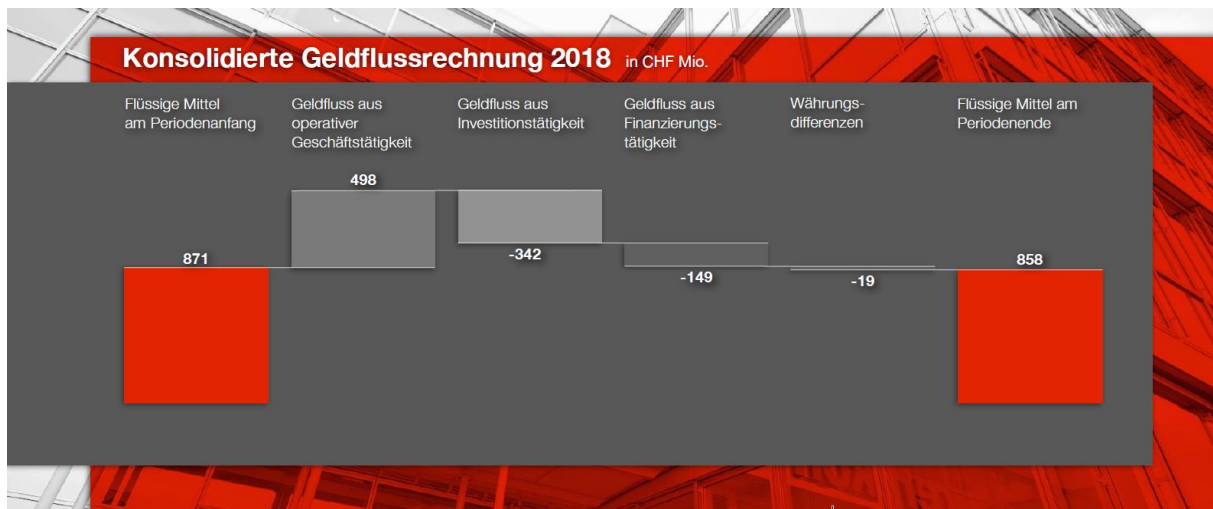 Konsolidierte Geldflussrechnung 2018 in CHF Mio.
Flüssige Mittel
am Periodenanfang
Geldfluss aus
operativer
Geschäftstätigkeit
Geldfluss aus
Investitionstätigkeit
Geldfluss aus
Finanzierungs-
tätigkeit
Währungs-
differenzen
Flüssige Mittel am
Periodenende
871
498
-342
-149
-19
858